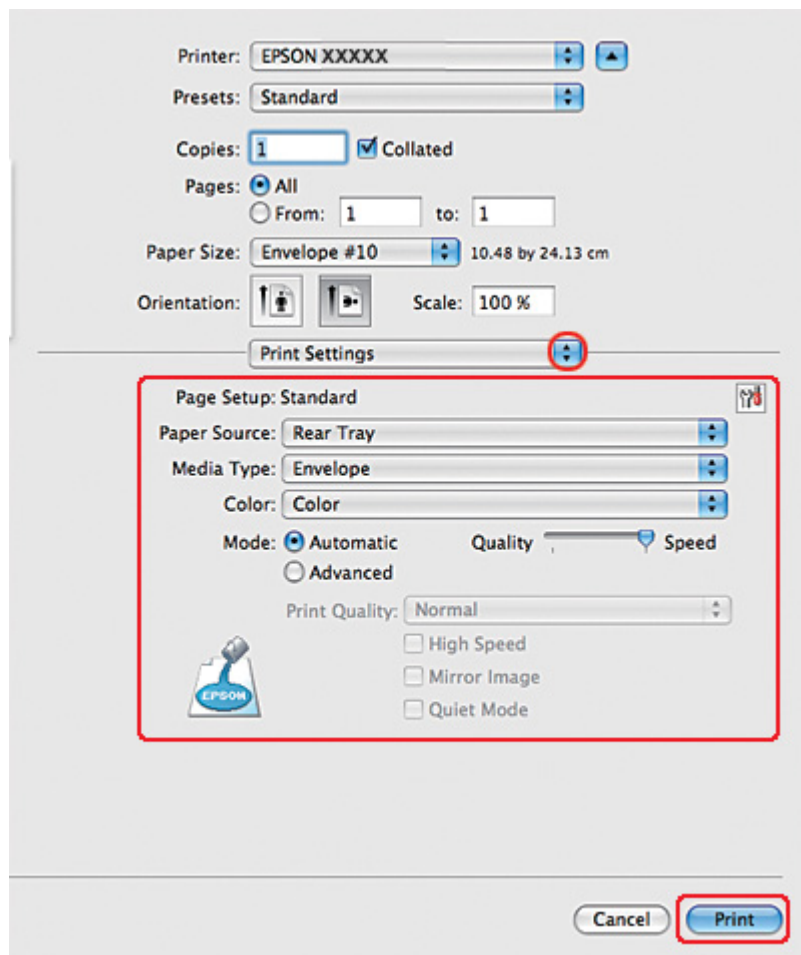 Printer: EPSON XXXXX
Presets: Standard
Copies: 1 Collated
Pages: All
From: 1 to: 1
Paper Size: Envelope #10 10.48 by 24.13 cm
Orientation: Scale: 100 %
Print Settings
Page Setup: Standard
Paper Source: Rear Tray
Media Type: Envelope
Color: Color
Mode: Automatic Quality Speed
Advanced
Print Quality: Normal
High Speed
Mirror Image
Quiet Mode
EPSON
Cancel Print